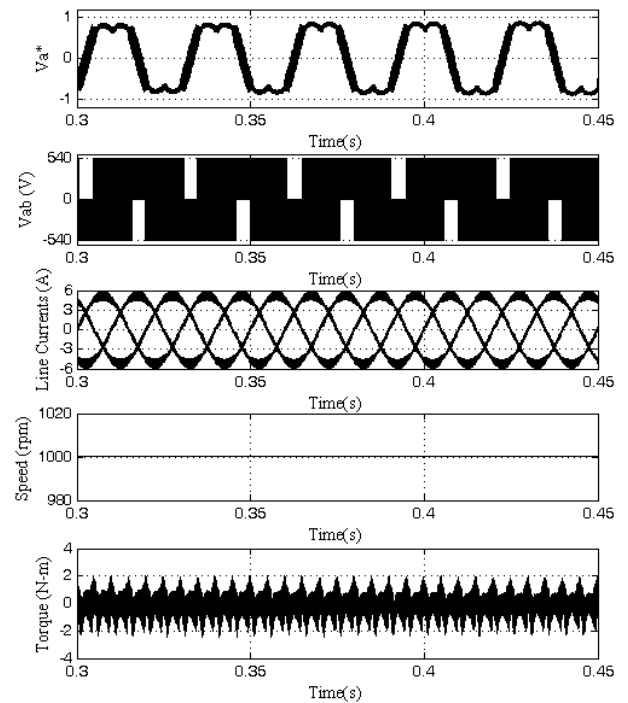 1
Va*
0
-1
0.3 0.35 0.4 0.45
Time(s)
540
Vab (V)
0
-540
0.3 0.35 0.4 0.45
Time(s)
6
3
Line Currents (A)
0
-3
-6
0.3 0.35 0.4 0.45
Time(s)
1020
Speed (rpm)
1000
980
0.3 0.35 0.4 0.45
Time(s)
4
2
Torque (N-m)
0
-2
-4
0.3 0.35 0.4 0.45
Time(s)